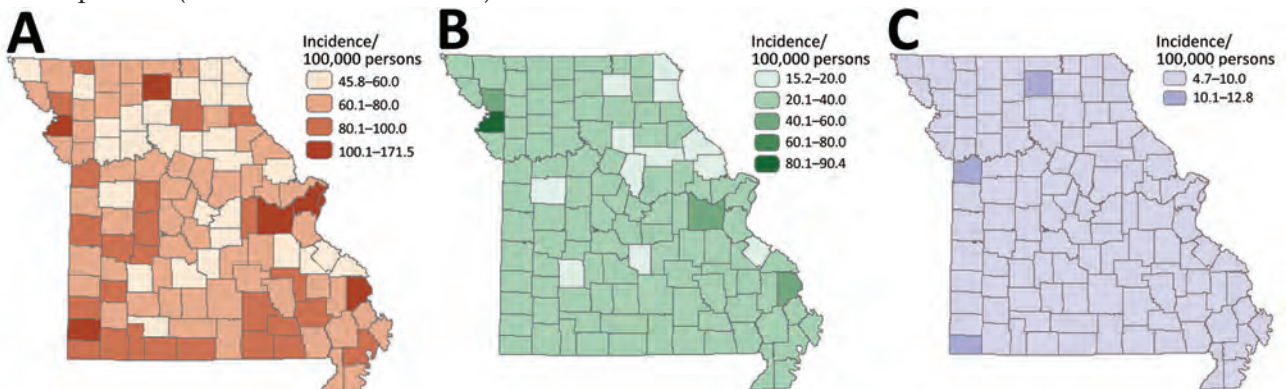 A
Incidence/
100,000 persons
45.8–60.0
60.1–80.0
80.1–100.0
100.1–171.5
B
Incidence/
100,000 persons
15.2–20.0
20.1–40.0
40.1–60.0
60.1–80.0
80.1–90.4
C
Incidence/
100,000 persons
4.7–10.0
10.1–12.8